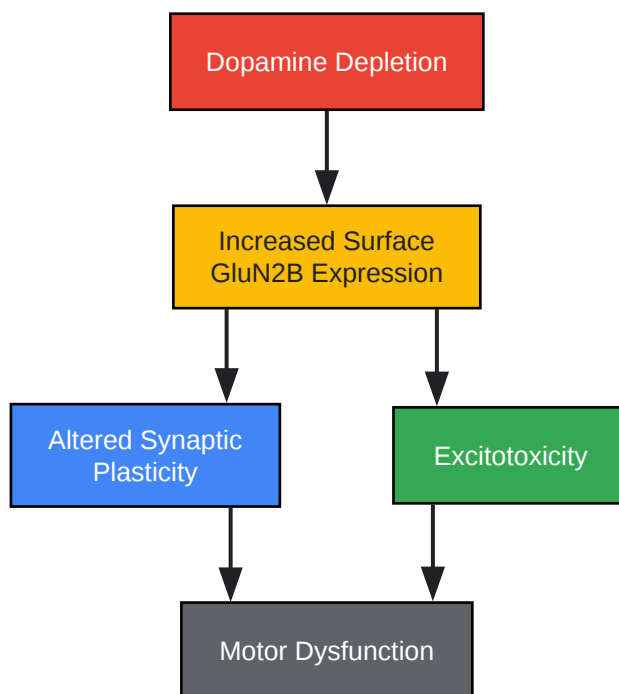 Dopamine Depletion
Increased Surface
GluN2B Expression
Altered Synaptic
Plasticity
Excitotoxicity
Motor Dysfunction